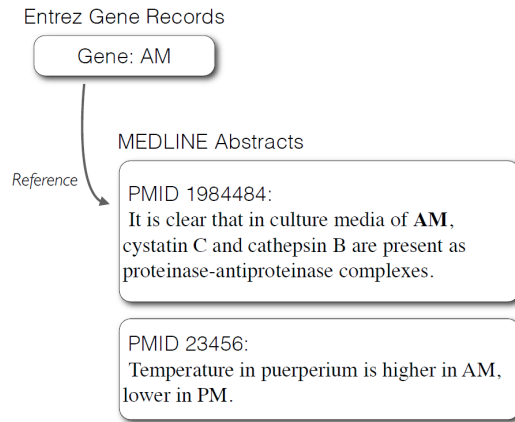 Entrez Gene Records
Gene: AM
MEDLINE Abstracts
Reference
PMID 1984484:
It is clear that in culture media of AM,
cystatin C and cathepsin B are present as
proteinase-antiproteinase complexes.
PMID 23456:
Temperature in puerperium is higher in AM,
lower in PM.